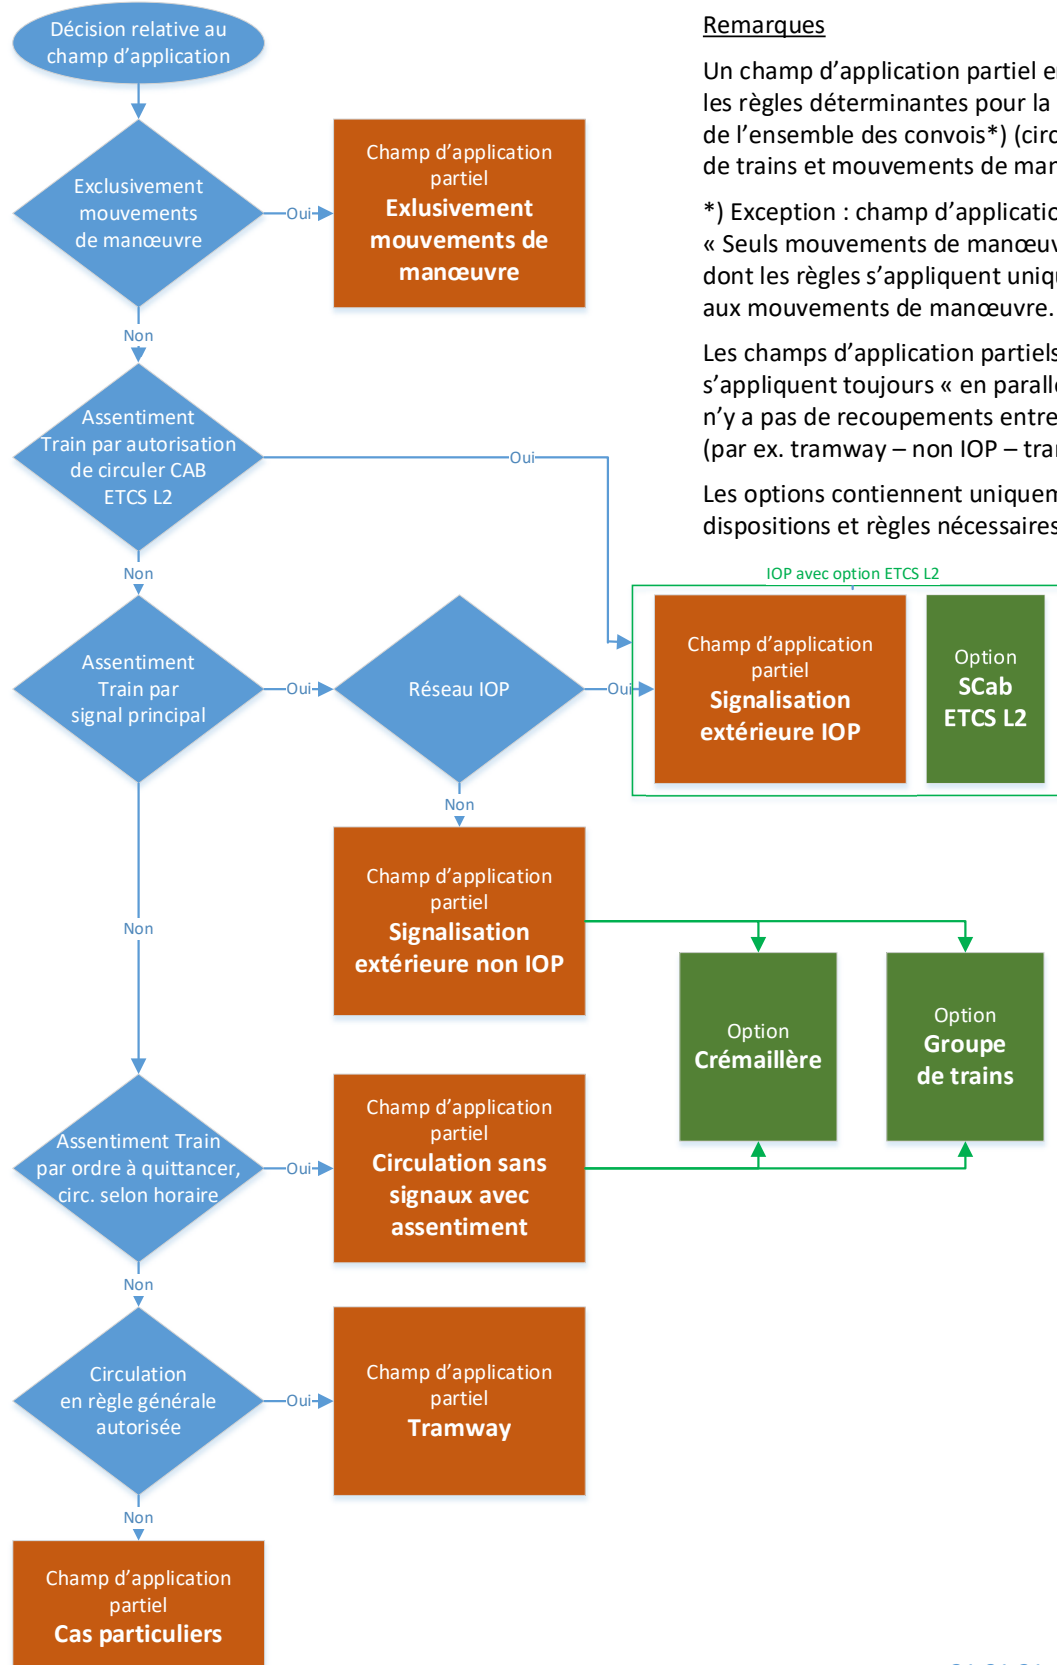 Décision relative au
champ d’application
Exclusivement
mouvements
de manœuvre
Oui
Champ d’application
partiel
Exlusivement
mouvements de
manœuvre
Non
Assentiment
Train par autorisation
de circuler CAB
ETCS L2
Oui
Non
Assentiment
Train par
signal principal
Oui
Réseau IOP
Oui
IOP avec option ETCS L2
Champ d’application
partiel
Signalisation
extérieure IOP
Option
SCab
ETCS L2
Non
Champ d’application
partiel
Signalisation
extérieure non IOP
Option
Crémaillère
Option
Groupe
de trains
Non
Assentiment Train
par ordre à quittancer,
circ. selon horaire
Oui
Champ d’application
partiel
Circulation sans
signaux avec
assentiment
Non
Circulation
en règle générale
autorisée
Oui
Champ d’application
partiel
Tramway
Non
Champ d’application
partiel
Cas particuliers
Remarques
Un champ d’application partiel
les règles déterminantes pour la
de l’ensemble des convois*) (circ
de trains et mouvements de
*) Exception : champ
« Seuls mouvements de
dont les règles s’appliquent
aux mouvements de manœuvre.
Les champs d’application partiels
s’appliquent toujours « en
n’y a pas de recoupements entre
(par ex. tramway – non IOP –
Les options contiennent
dispositions et règles nécessaires